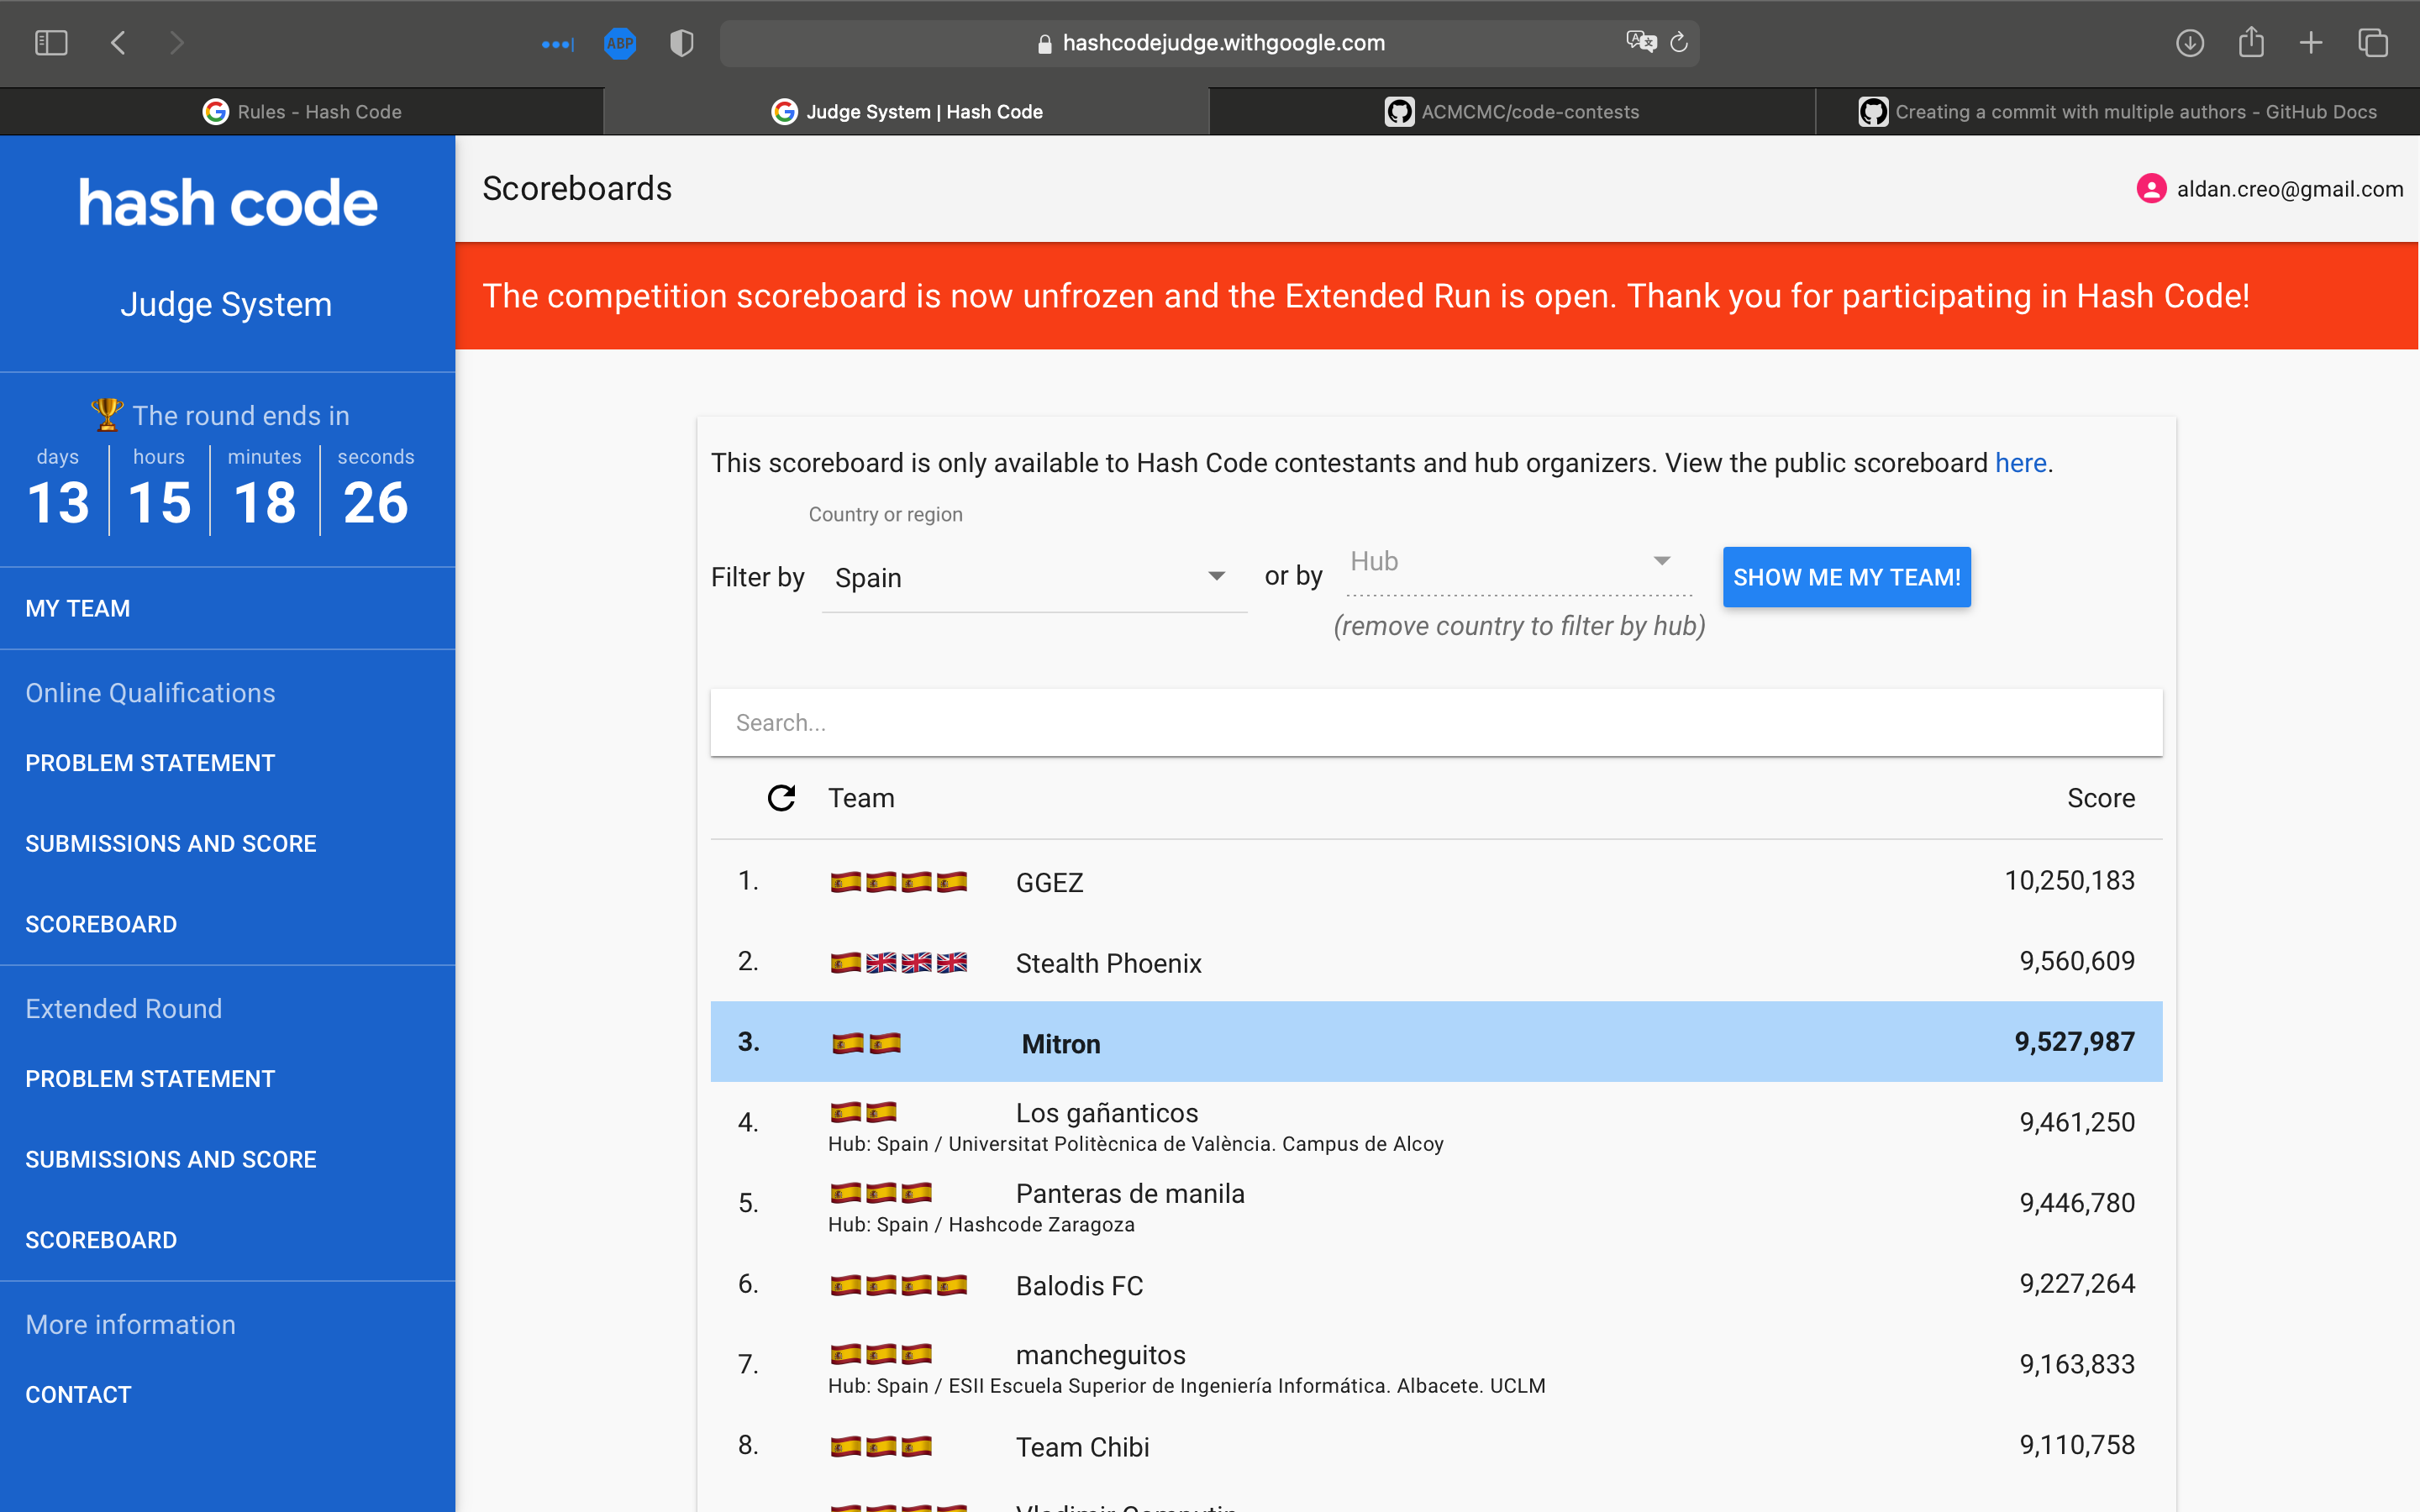 ABP
hashcodejudge.withgoogle.com
Rules - Hash Code
Judge System | Hash Code
ACMCMC/code-contests
Creating a commit with multiple authors - GitHub Docs
hash code
Judge System
The round ends in
days hours minutes seconds
13 15 18 26
MY TEAM
Online Qualifications
PROBLEM STATEMENT
SUBMISSIONS AND SCORE
SCOREBOARD
Extended Round
PROBLEM STATEMENT
SUBMISSIONS AND SCORE
SCOREBOARD
More information
CONTACT
Scoreboards
aldan.creo@gmail.com
The competition scoreboard is now unfrozen and the Extended Run is open. Thank you for participating in Hash Code!
This scoreboard is only available to Hash Code contestants and hub organizers. View the public scoreboard here.
Country or region
Filter by Spain or by Hub SHOW ME MY TEAM!
(remove country to filter by hub)
Search...
Team Score
1. GGEZ 10,250,183
2. Stealth Phoenix 9,560,609
3. Mitron 9,527,987
4. Los gañanticos 9,461,250
Hub: Spain / Universitat Politècnica de València. Campus de Alcoy
5. Panteras de manila 9,446,780
Hub: Spain / Hashcode Zaragoza
6. Balodis FC 9,227,264
7. mancheguitos 9,163,833
Hub: Spain / ESII Escuela Superior de Ingeniería Informática. Albacete. UCLM
8. Team Chibi 9,110,758